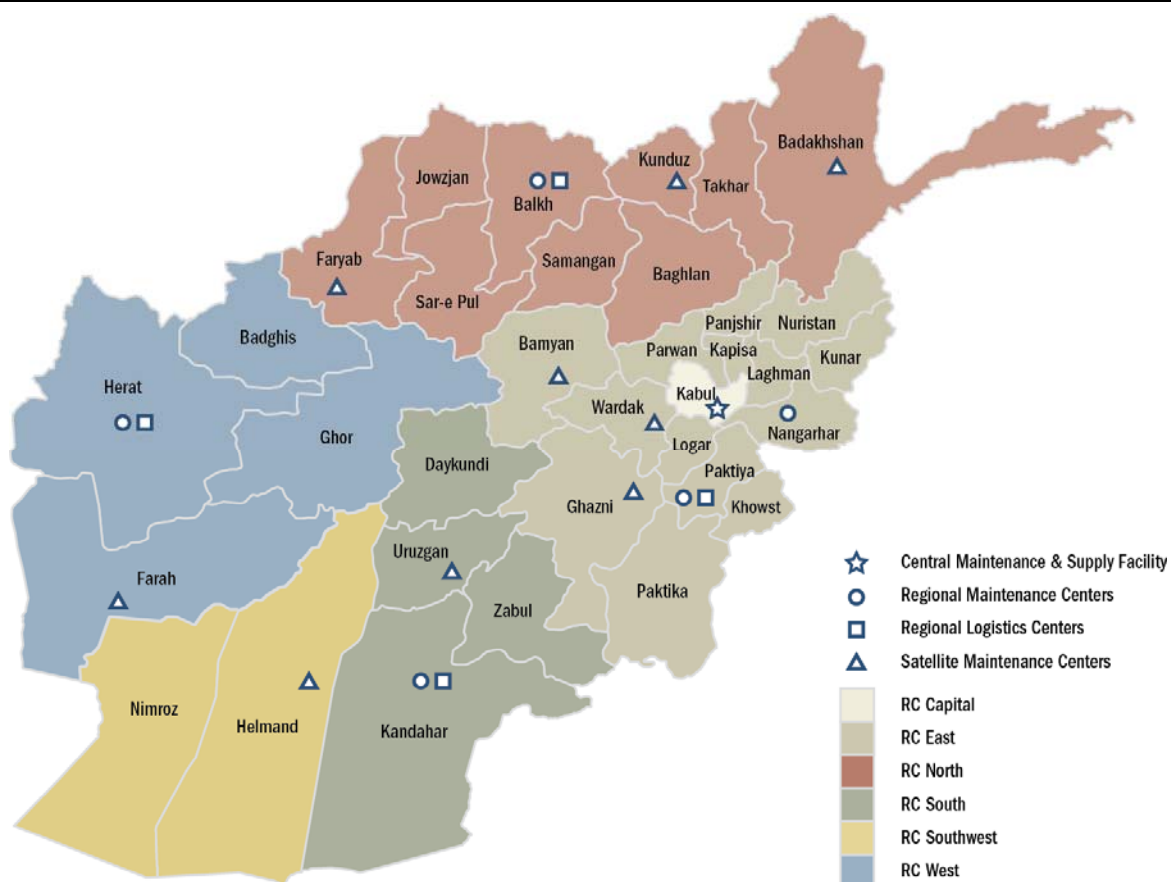 Badakhshan
Kunduz
Jowzjan
Takhar
Balkh
Faryab
Samangan
Baghlan
Sar-e Pul
Panjshir
Nuristan
Badghis
Bamyan
Parwan
Kapisa
Kunar
Herat
Laghman
Kabul
Wardak
Ghor
Nangarhar
Logar
Daykundi
Paktiya
Ghazni
Khowst
Uruzgan
Farah
Paktika
Zabul
Nimroz
Helmand
Kandahar
Central Maintenance & Supply Facility
Regional Maintenance Centers
Regional Logistics Centers
Satellite Maintenance Centers
RC Capital
RC East
RC North
RC South
RC Southwest
RC West